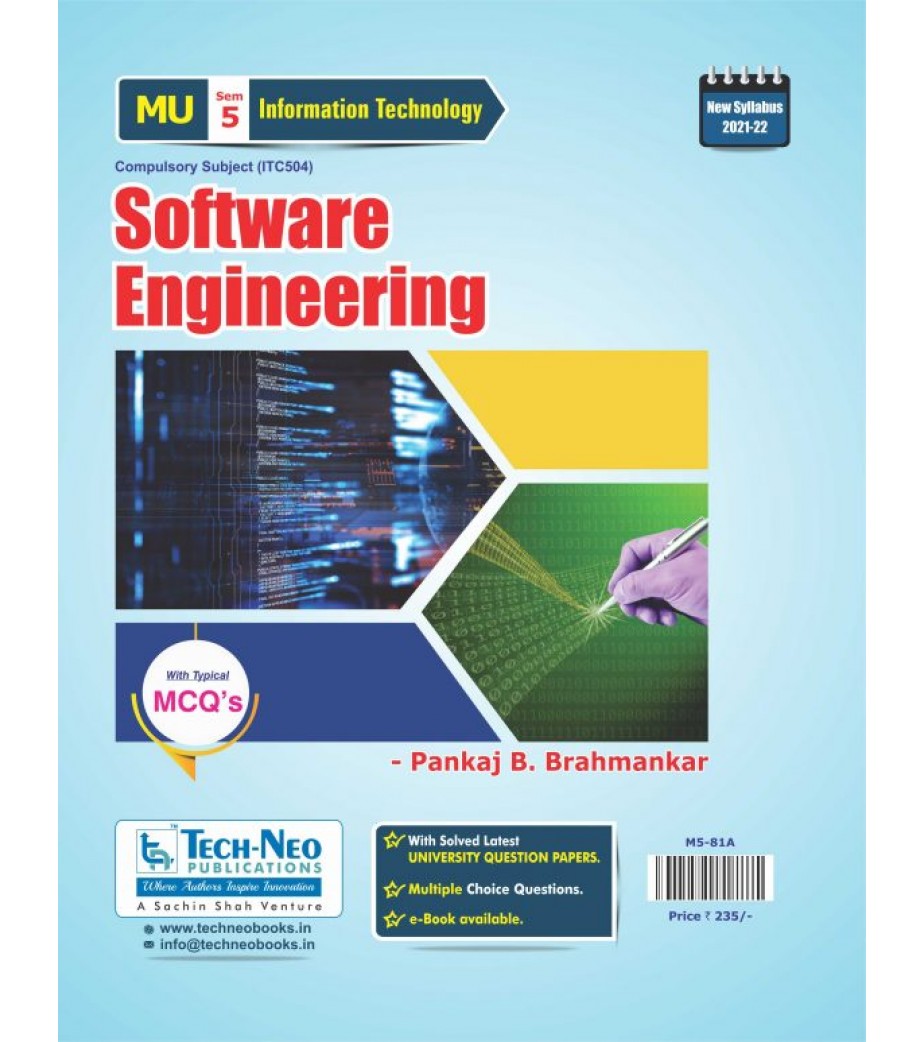 MU
Sem
5
Information Technology
New Syllabus
2021-22
Compulsory Subject (ITC504)
Software
Engineering
With Typical
MCQ's
- Pankaj B. Brahmankar
TM
TECH-NEO
PUBLICATIONS
Where Authors Inspire Innovation
A Sachin Shah Venture
www.techneobooks.in
info@techneobooks.in
With Solved Latest
UNIVERSITY QUESTION PAPERS.
Multiple Choice Questions.
e-Book available.
M5-81A
Price ₹ 235/-